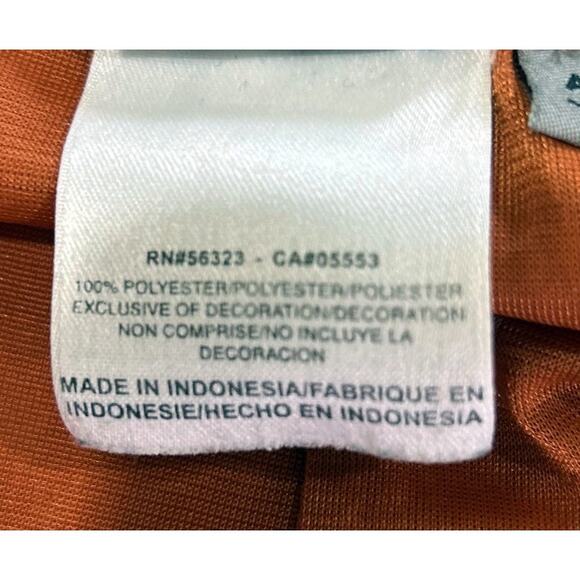 RN#56323 - CA#05553
100% POLYESTER/POLYESTER/POLIESTER
EXCLUSIVE OF DECORATION/DECORATION
NON COMPRISE/NO INCLUYE LA
DECORACION
MADE IN INDONESIA/FABRIQUE EN
INDONESIE/HECHO EN INDONESIA